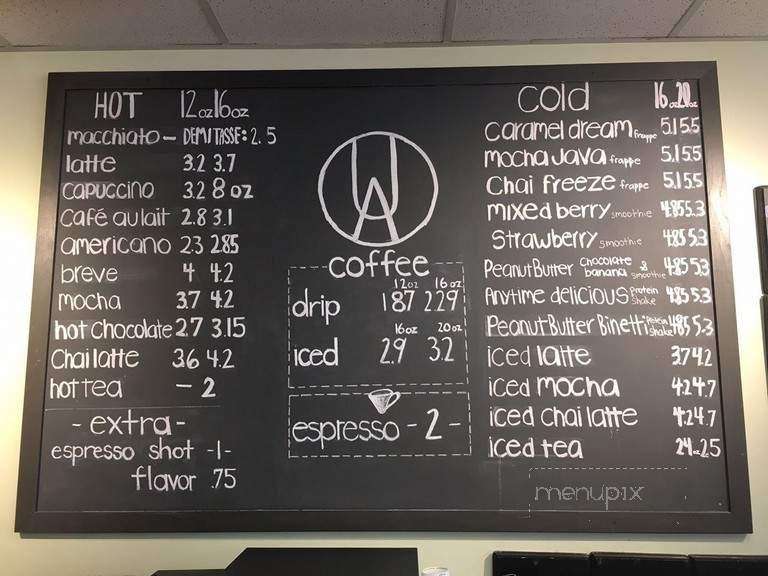 HOT 12oz 16oz
macchiato - DEMITASSE: 2.5
latte 3.2 3.7
capuccino 3.2 8 oz
café au lait 2.8 3.1
americano 2.3 2.85
breve 4 4.2
mocha 3.7 4.2
hot Chocolate 2.7 3.15
Chai latte 3.6 4.2
hot tea - 2
- extra -
espresso shot -1-
flavor .75
UA
coffee
12oz 16oz
drip 1.87 2.29
16oz 20oz
iced 2.9 3.2
espresso - 2 -
Cold 16oz 20oz
caramel dream frappe 5.1 5.5
mocha java frappe 5.1 5.5
Chai freeze frappe 5.1 5.5
mixed berry smoothie 4.85 5.3
Strawberry smoothie 4.85 5.3
Peanut Butter Chocolate & banana smoothie 4.85 5.3
Anytime delicious protein shake 4.85 5.3
Peanut Butter Binetti protein shake 4.85 5.3
iced latte 3.7 4.2
iced mocha 4.2 4.7
iced chai latte 4.2 4.7
iced tea 24oz 2.5
menupix